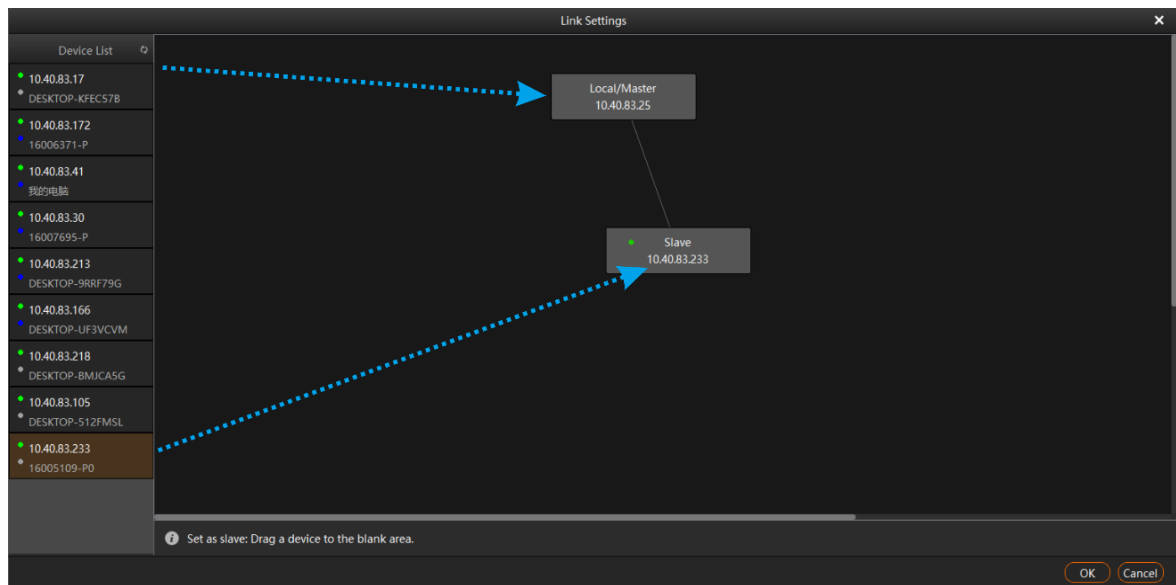 Link Settings
Device List
10.40.83.17
DESKTOP-KFEC57B
10.40.83.172
16006371-P
10.40.83.41
我的电脑
10.40.83.30
16007695-P
10.40.83.213
DESKTOP-9RRF79G
10.40.83.166
DESKTOP-UF3VCVM
10.40.83.218
DESKTOP-BMJCA5G
10.40.83.105
DESKTOP-512FMSL
10.40.83.233
16005109-P0
Local/Master
10.40.83.25
Slave
10.40.83.233
Set as slave: Drag a device to the blank area.
OK
Cancel